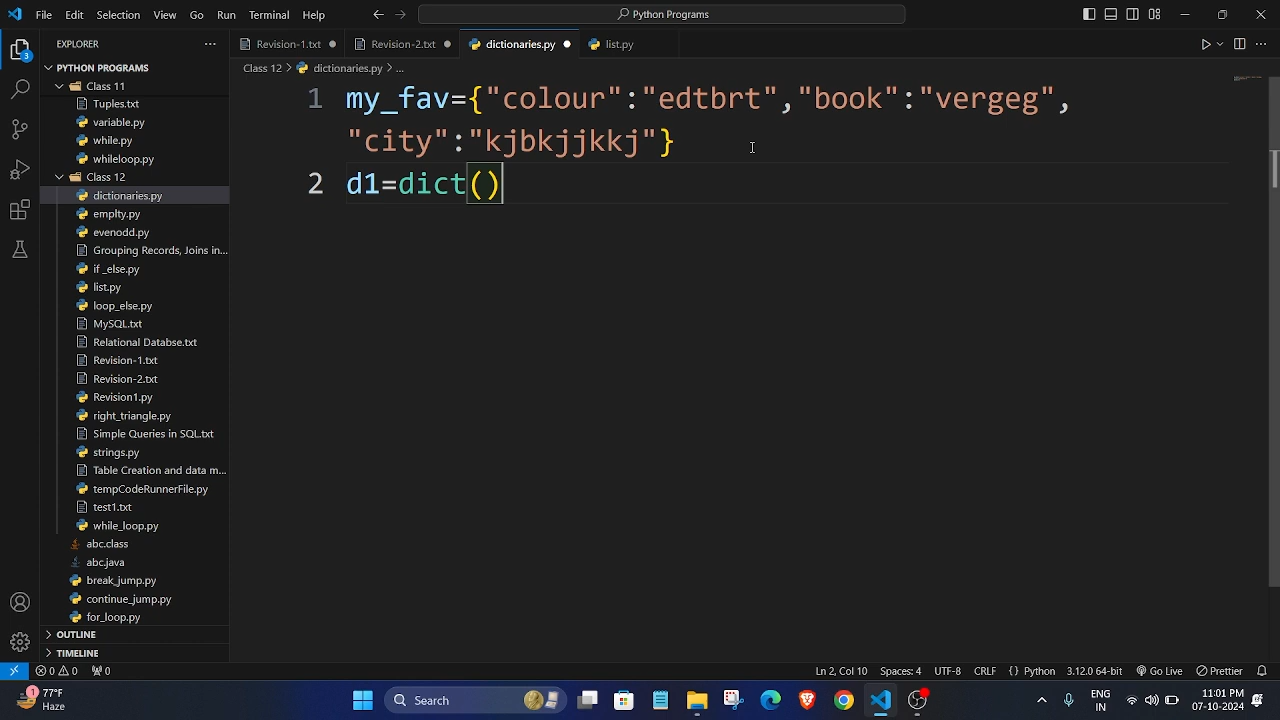 File Edit Selection View Go Run Terminal Help
Python Programs
EXPLORER
Revision-1.txt
Revision-2.txt
dictionaries.py
list.py
PYTHON PROGRAMS
Class 12 > dictionaries.py > ...
Class 11
Tuples.txt
variable.py
while.py
whileloop.py
Class 12
dictionaries.py
emplty.py
evenodd.py
Grouping Records, Joins in...
if _else.py
list.py
loop_else.py
MySQL.txt
Relational Databse.txt
Revision-1.txt
Revision-2.txt
Revision1.py
right_triangle.py
Simple Queries in SQL.txt
strings.py
Table Creation and data m...
tempCodeRunnerFile.py
test1.txt
while_loop.py
abc.class
abc.java
break_jump.py
continue_jump.py
for_loop.py
OUTLINE
TIMELINE
3
1 my_fav={"colour":"edtbrt","book":"vergeg",
"city":"kjbkjjkkj"}
2 d1=dict()
0 0 0
Ln 2, Col 10 Spaces: 4 UTF-8 CRLF {} Python 3.12.0 64-bit Go Live Prettier
1
77°F
Haze
Search
ENG
IN
11:01 PM
07-10-2024